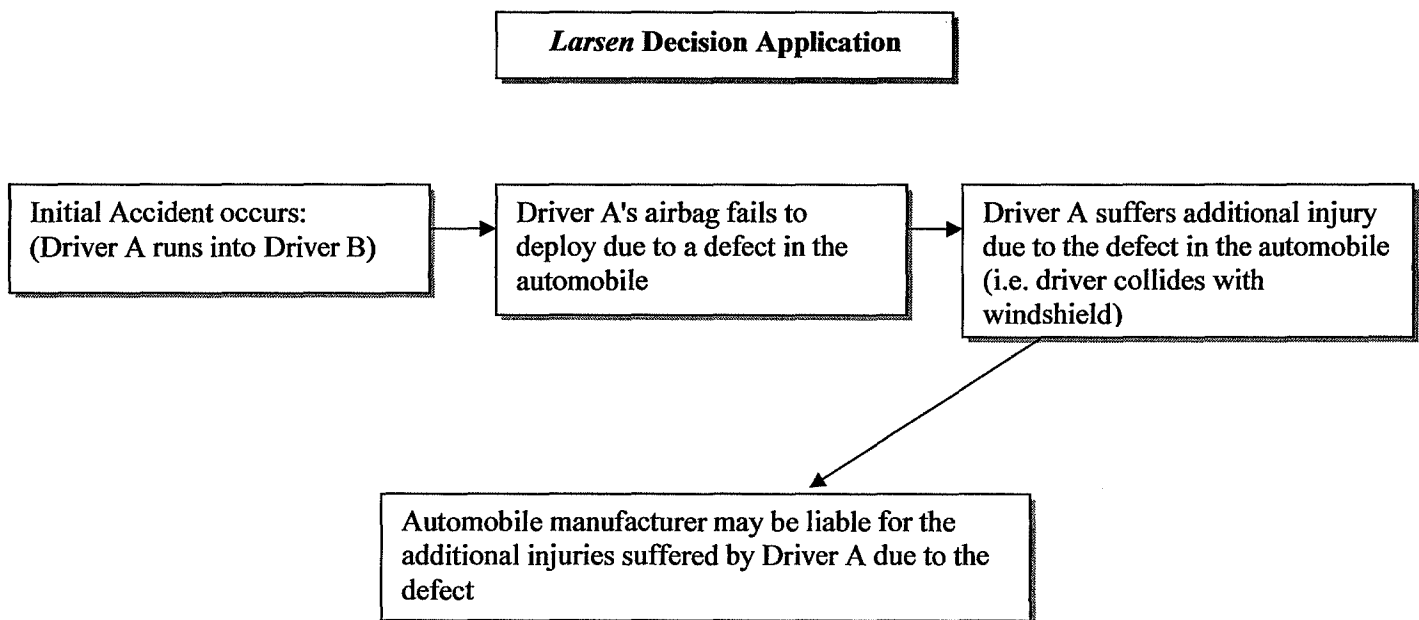 Larsen Decision Application
Initial Accident occurs:
(Driver A runs into Driver B)
Driver A's airbag fails to
deploy due to a defect in the
automobile
Driver A suffers additional injury
due to the defect in the automobile
(i.e. driver collides with
windshield)
Automobile manufacturer may be liable for the
additional injuries suffered by Driver A due to the
defect